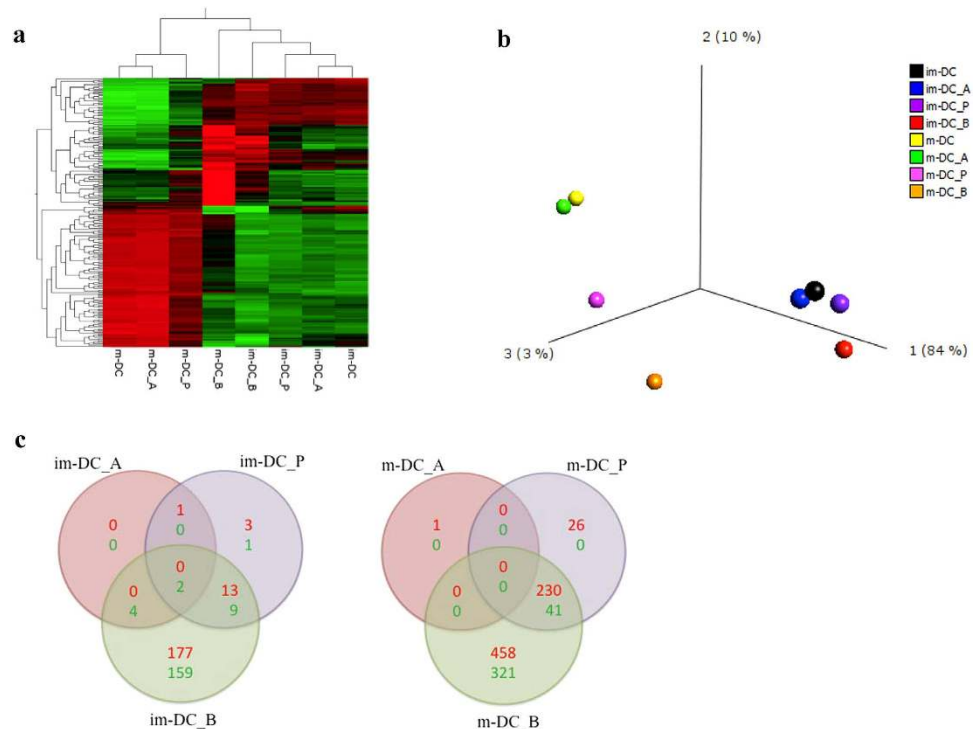 a
m-DC
m-DC_A
m-DC_P
m-DC_B
im-DC_B
im-DC_P
im-DC_A
im-DC
b
2 (10 %)
3 (3 %)
1 (84 %)
im-DC
im-DC_A
im-DC_P
im-DC_B
m-DC
m-DC_A
m-DC_P
m-DC_B
c
im-DC_A
im-DC_P
0
0
1
0
3
1
0
4
0
2
13
9
177
159
im-DC_B
m-DC_A
m-DC_P
1
0
0
0
26
0
0
0
0
0
230
41
458
321
m-DC_B